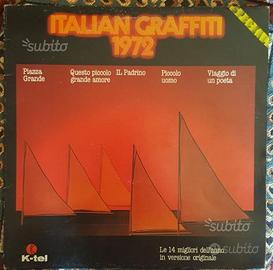 ITALIAN GRAFFITI
1972
subito
subito
Piazza
Grande
Questo piccolo
grande amore
IL Padrino
Piccolo
uomo
Viaggio di
un poeta
Le 14 migliori dell'anno
in versione originale
K-tel
subito
subito